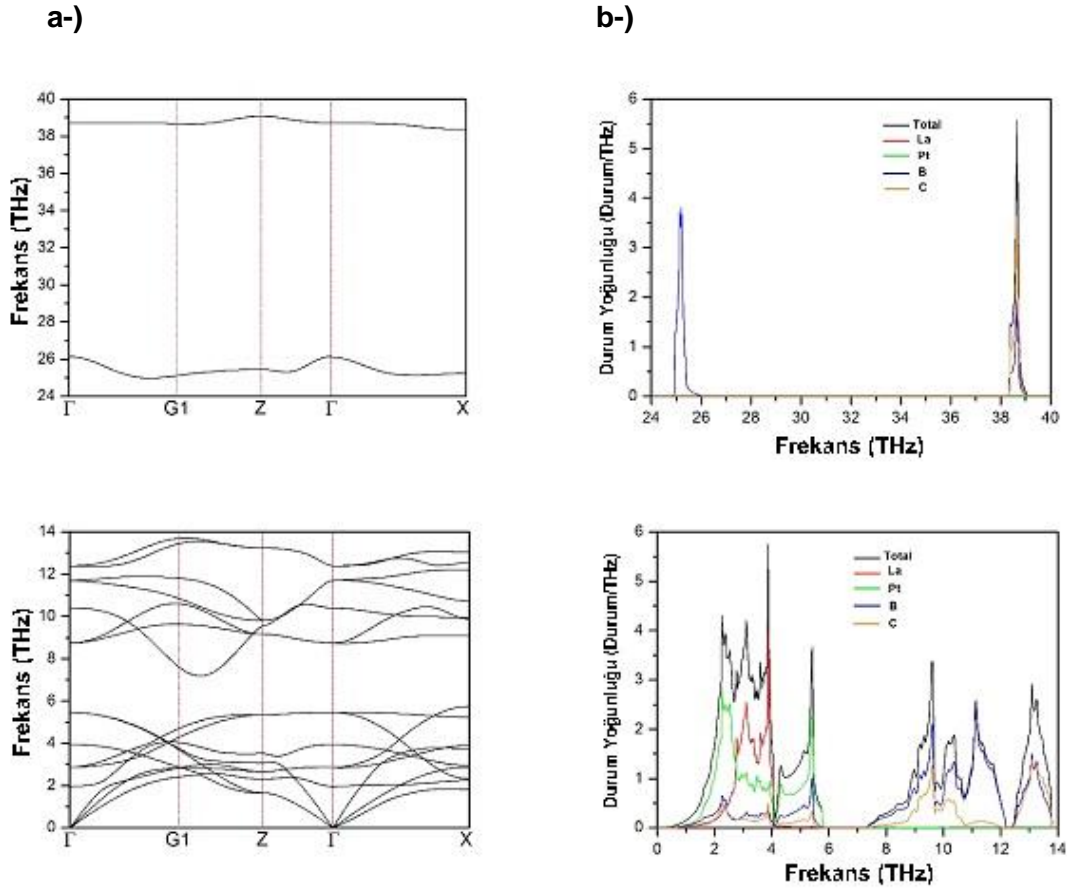 a-)
b-)
Frekans (THz)
40
38
36
34
32
30
28
26
24
Γ G1 Z Γ X
Durum Yoğunluğu (Durum/THz)
6
5
4
3
2
1
0
Total
La
Pt
B
C
24 26 28 30 32 34 36 38 40
Frekans (THz)
Frekans (THz)
14
12
10
8
6
4
2
0
Γ G1 Z Γ X
Durum Yoğunluğu (Durum/THz)
6
5
4
3
2
1
0
Total
La
Pt
B
C
0 2 4 6 8 10 12 14
Frekans (THz)